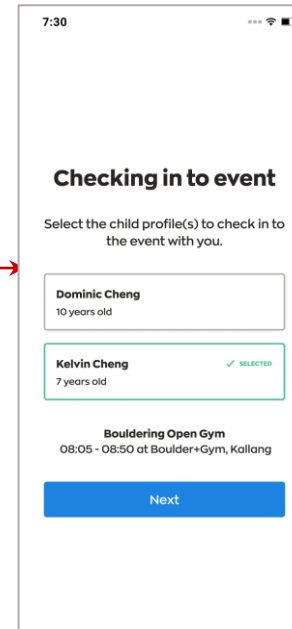 7:30
Checking in to event
Select the child profile(s) to check in to
the event with you.
Dominic Cheng
10 years old
Kelvin Cheng
✓ SELECTED
7 years old
Bouldering Open Gym
08:05 - 08:50 at Boulder+Gym, Kallang
Next